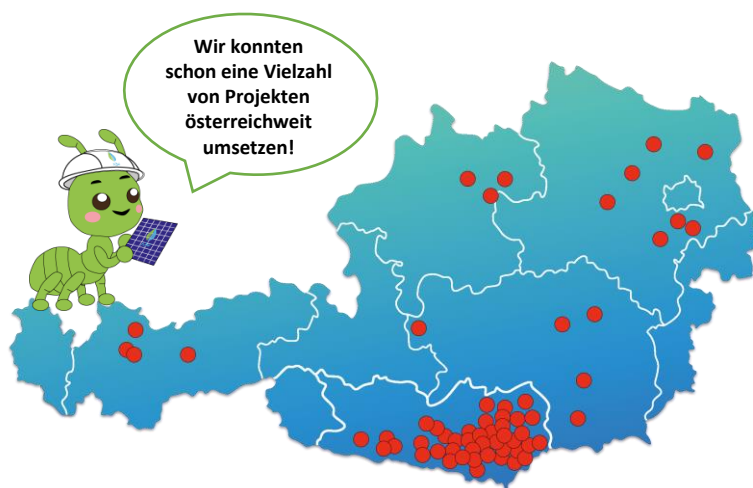 Wir konnten
schon eine Vielzahl
von Projekten
österreichweit
umsetzen!